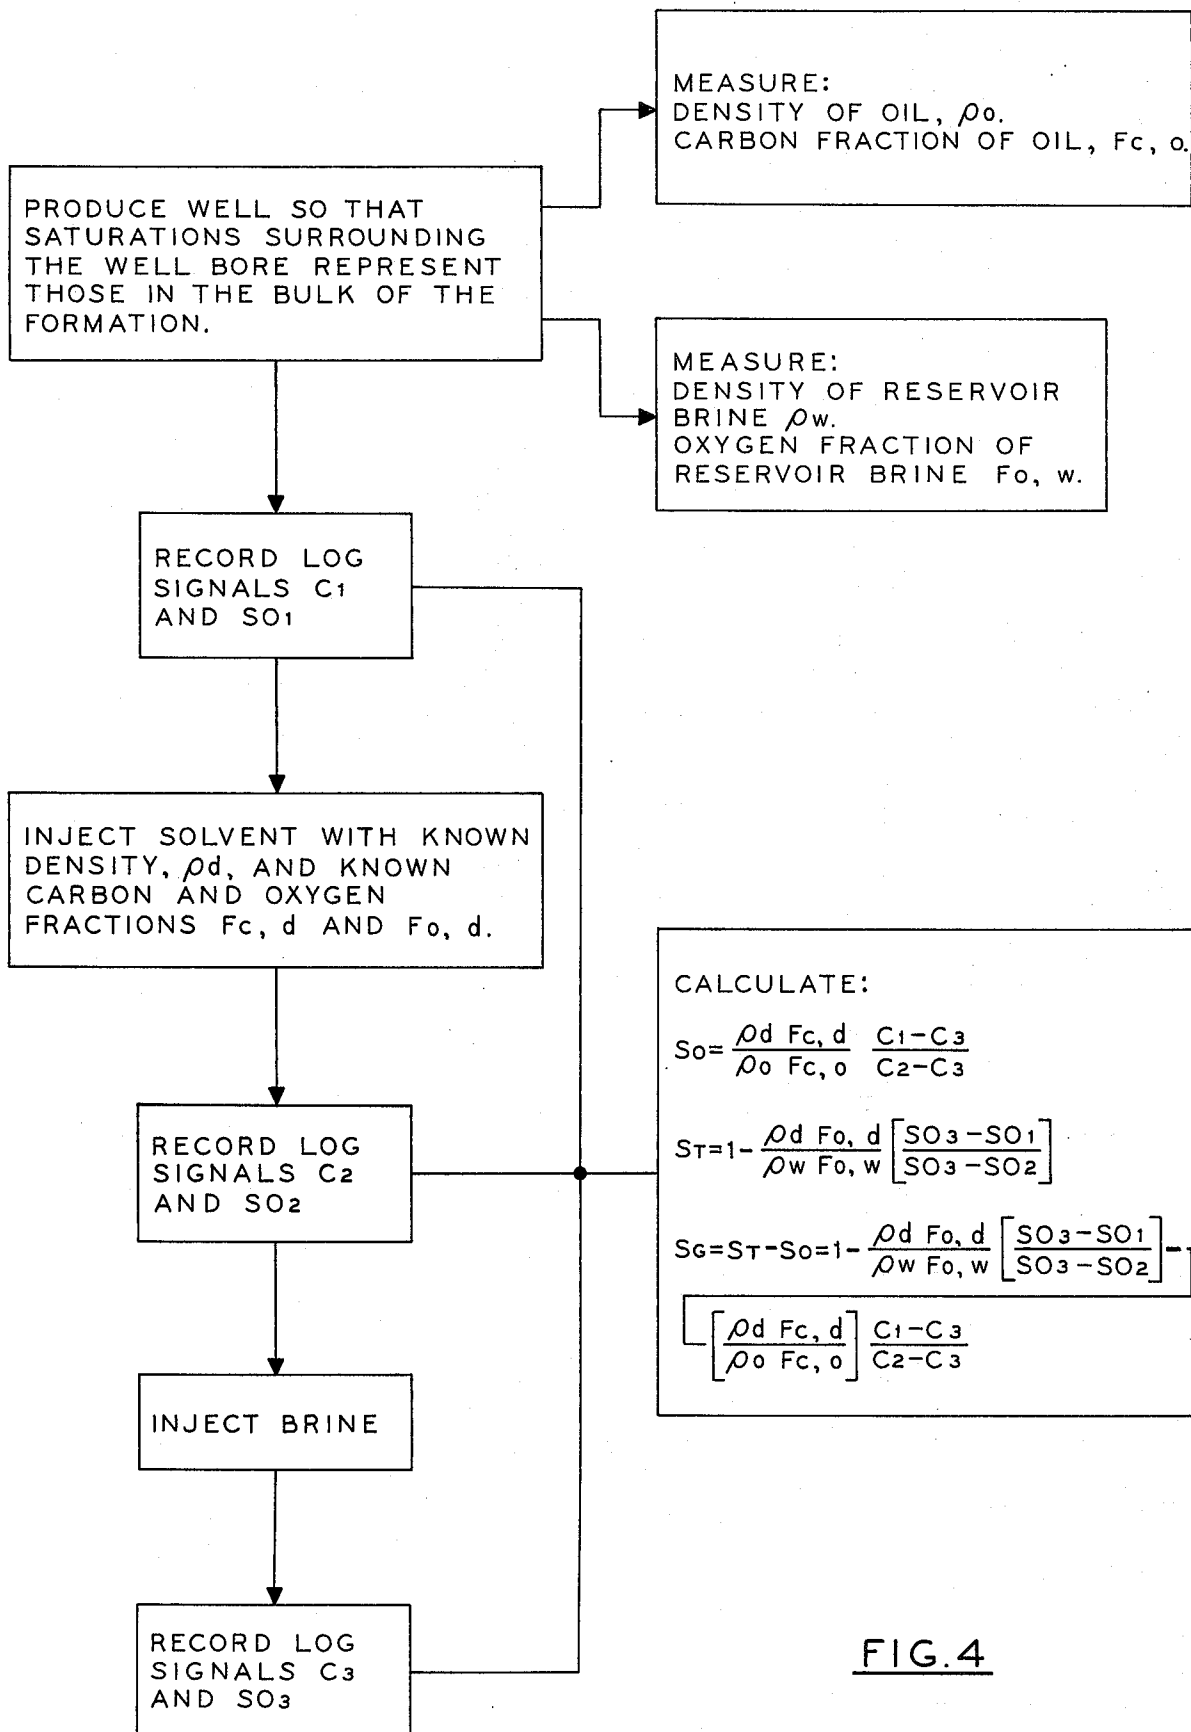 MEASURE:
DENSITY OF OIL, ρo.
CARBON FRACTION OF OIL, Fc, o.
PRODUCE WELL SO THAT
SATURATIONS SURROUNDING
THE WELL BORE REPRESENT
THOSE IN THE BULK OF THE
FORMATION.
MEASURE:
DENSITY OF RESERVOIR
BRINE ρw.
OXYGEN FRACTION OF
RESERVOIR BRINE Fo, w.
RECORD LOG
SIGNALS C1
AND SO1
INJECT SOLVENT WITH KNOWN
DENSITY, ρd, AND KNOWN
CARBON AND OXYGEN
FRACTIONS Fc, d AND Fo, d.
RECORD LOG
SIGNALS C2
AND SO2
INJECT BRINE
RECORD LOG
SIGNALS C3
AND SO3
CALCULATE:
So= ρd Fc, d / ρo Fc, o  C1-C3 / C2-C3
ST=1- ρd Fo, d / ρw Fo, w [SO3-SO1 / SO3-SO2]
SG=ST-So=1- ρd Fo, d / ρw Fo, w [SO3-SO1 / SO3-SO2] -
-[ρd Fc, d / ρo Fc, o] C1-C3 / C2-C3
FIG.4